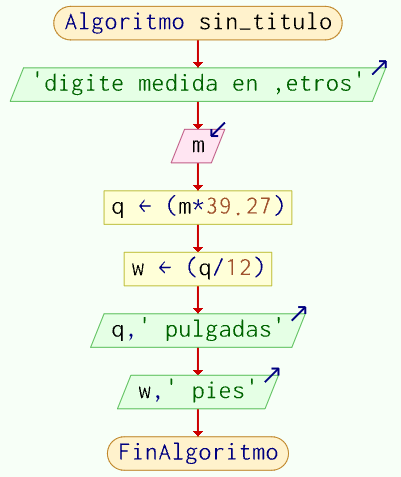 Algoritmo sin_titulo
'digite medida en ,etros'
m
q ← (m*39.27)
w ← (q/12)
q,' pulgadas'
w,' pies'
FinAlgoritmo